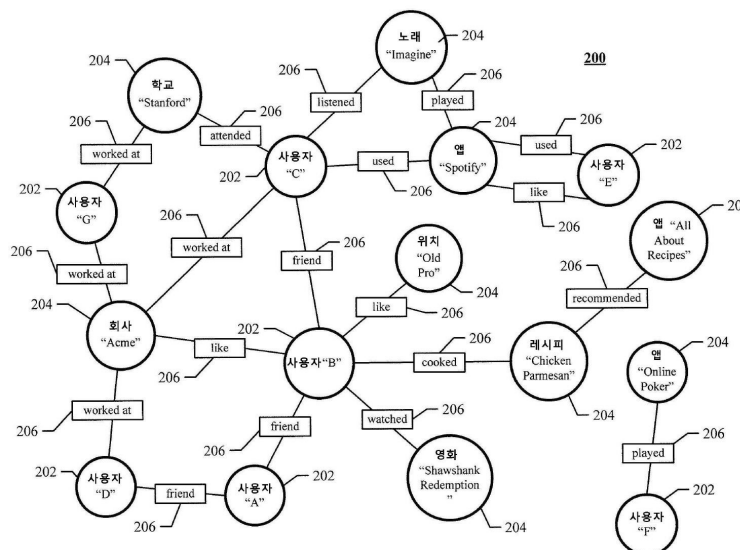 노래
“Imagine”
204
200
204
학교
“Stanford”
206
206
listened
206
played
206
attended
206
worked at
204
앱
“Spotify”
206
used
202
사용자
“E”
202
사용자
“C”
used
206
like
206
20
앱 “All
About
Recipes”
202
사용자
“G”
206
worked at
206
worked at
206
friend
위치
“Old
Pro”
204
206
recommended
204
회사
“Acme”
like
206
202
사용자“B”
like
206
206
cooked
레시피
“Chicken
Parmesan”
204
204
앱
“Online
Poker”
worked at
206
friend
206
watched
206
played
206
202
사용자
“D”
friend
206
사용자
“A”
202
영화
“Shawshank
Redemption
”
204
202
사용자
“F”